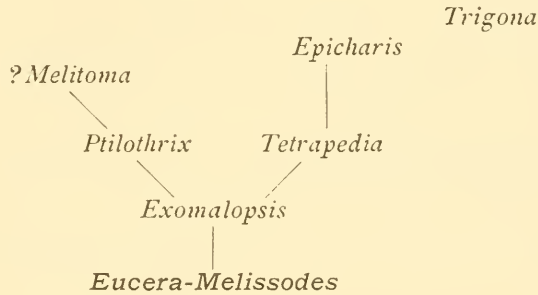 Trigona
Epicharis
?Melitoma
Ptilothrix Tetrapedia
Exomalopsis
Eucera-Melissodes